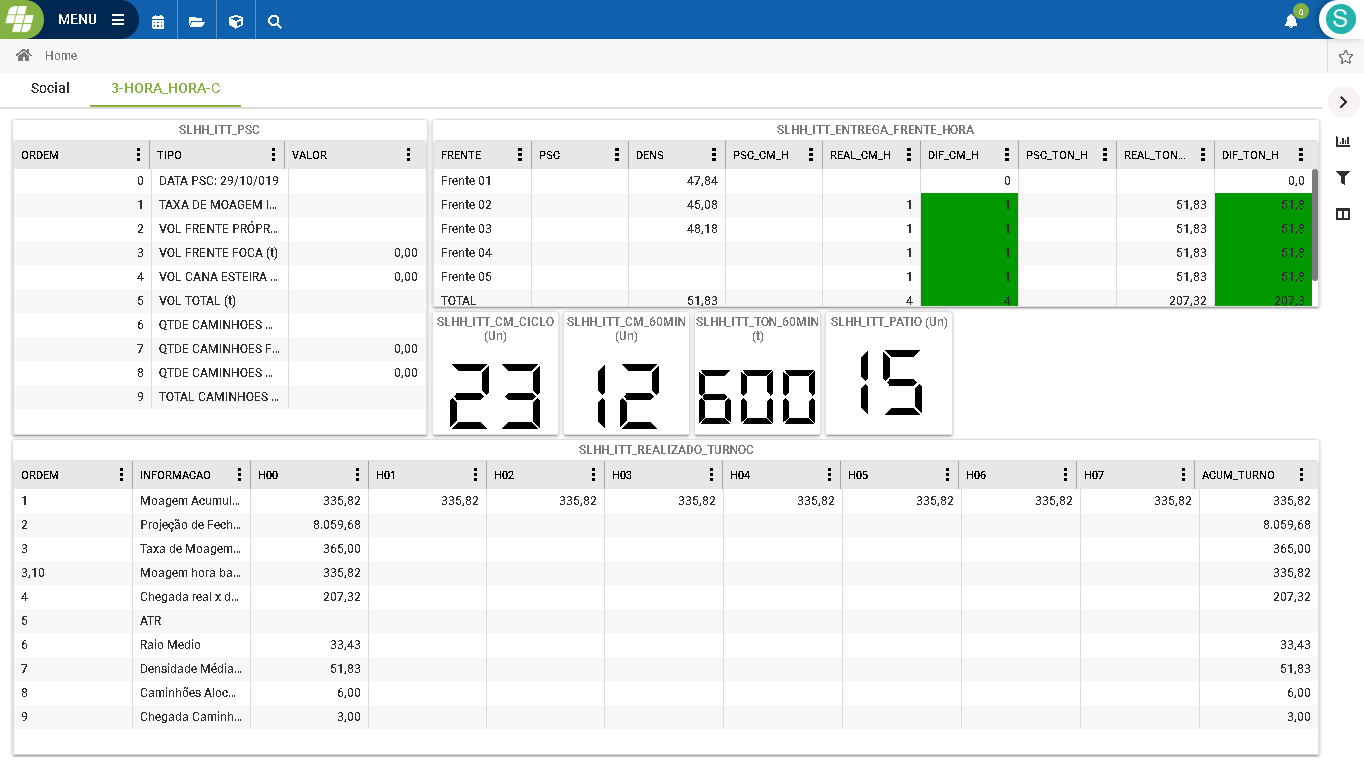 MENU
0
S
Home
Social
3-HORA_HORA-C
SLHH_ITT_PSC
ORDEM TIPO VALOR
0 DATA PSC: 29/10/019
1 TAXA DE MOAGEM I...
2 VOL FRENTE PRÓPR...
3 VOL FRENTE FOCA (t) 0,00
4 VOL CANA ESTEIRA ... 0,00
5 VOL TOTAL (t)
6 QTDE CAMINHOES ...
7 QTDE CAMINHOES F... 0,00
8 QTDE CAMINHOES ... 0,00
9 TOTAL CAMINHOES ...
SLHH_ITT_ENTREGA_FRENTE_HORA
FRENTE PSC DENS PSC_CM_H REAL_CM_H DIF_CM_H PSC_TON_H REAL_TON... DIF_TON_H
Frente 01 47,84 0 0,0
Frente 02 45,08 1 1 51,83 51,8
Frente 03 48,18 1 1 51,83 51,8
Frente 04 1 1 51,83 51,8
Frente 05 1 1 51,83 51,8
TOTAL 51,83 4 4 207,32 207,3
SLHH_ITT_CM_CICLO
(Un)
23
SLHH_ITT_CM_60MIN
(Un)
12
SLHH_ITT_TON_60MIN
(t)
600
SLHH_ITT_PATIO (Un)
15
SLHH_ITT_REALIZADO_TURNOC
ORDEM INFORMACAO H00 H01 H02 H03 H04 H05 H06 H07 ACUM_TURNO
1 Moagem Acumul... 335,82 335,82 335,82 335,82 335,82 335,82 335,82 335,82 335,82
2 Projeção de Fech... 8.059,68 8.059,68
3 Taxa de Moagem... 365,00 365,00
3,10 Moagem hora ba... 335,82 335,82
4 Chegada real x d... 207,32 207,32
5 ATR
6 Raio Medio 33,43 33,43
7 Densidade Média... 51,83 51,83
8 Caminhões Aloc... 6,00 6,00
9 Chegada Caminh... 3,00 3,00